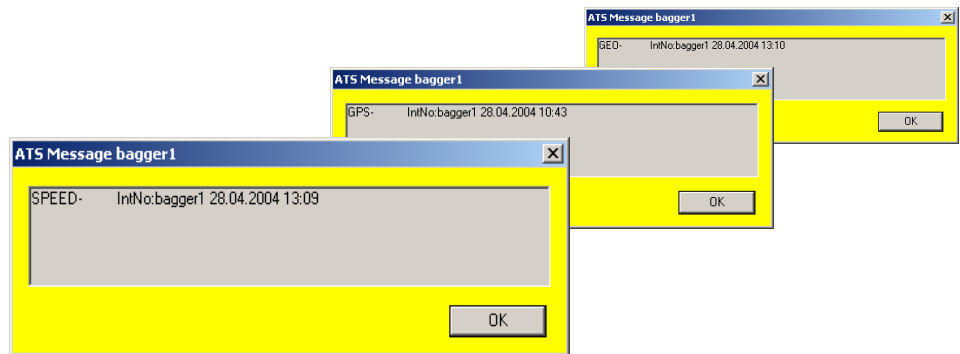 ATS Message bagger1
GEO- IntNo:bagger1 28.04.2004 13:10
OK
ATS Message bagger1
GPS- IntNo:bagger1 28.04.2004 10:43
OK
ATS Message bagger1
SPEED- IntNo:bagger1 28.04.2004 13:09
OK